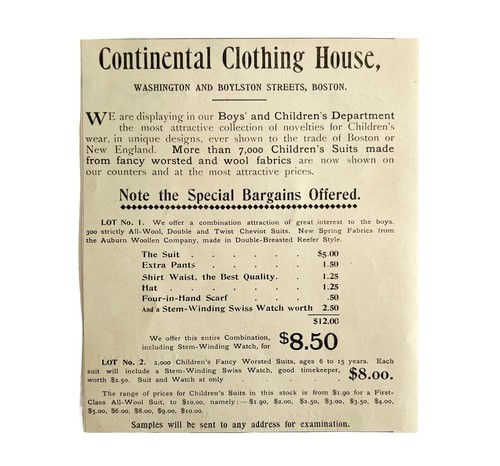 Continental Clothing House,
WASHINGTON AND BOYLSTON STREETS, BOSTON.
WE are displaying in our Boys' and Children's Department
the most attractive collection of novelties for Children's
wear, in unique designs, ever shown to the trade of Boston or
New England. More than 7,000 Children's Suits made
from fancy worsted and wool fabrics are now shown on
our counters and at the most attractive prices.
Note the Special Bargains Offered.
LOT No. 1. We offer a combination attraction of great interest to the boys.
300 strictly All-Wool, Double and Twist Cheviot Suits. New Spring Fabrics from
the Auburn Woollen Company, made in Double-Breasted Reefer Style.
The Suit . . . . . . $5.00
Extra Pants . . . . . . 1.50
Shirt Waist, the Best Quality. . 1.25
Hat . . . . . . . 1.25
Four-in-Hand Scarf . . . .50
And a Stem-Winding Swiss Watch worth 2.50
$12.00
We offer this entire Combination,
including Stem-Winding Watch, for $8.50
LOT No. 2. 2,000 Children's Fancy Worsted Suits, ages 6 to 15 years. Each
suit will include a Stem-Winding Swiss Watch, good timekeeper,
worth $2.50. Suit and Watch at only . . . . $8.00.
The range of prices for Children's Suits in this stock is from $1.90 for a First-
Class All-Wool Suit, to $10.00, namely:—$1.90, $2.00, $2.50, $3.00, $3.50, $4.00,
$5.00, $6.00, $8.00, $9.00, $10.00.
Samples will be sent to any address for examination.